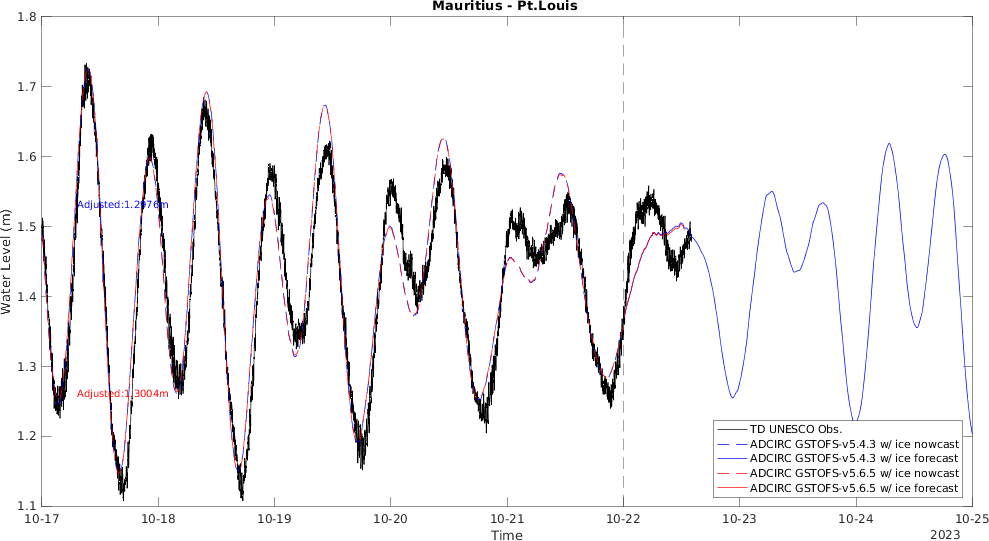 Mauritius - Pt.Louis
1.8
1.7
1.6
1.5
1.4
1.3
1.2
1.1
Water Level (m)
Adjusted:1.2976m
Adjusted:1.3004m
TD UNESCO Obs.
ADCIRC GSTOFS-v5.4.3 w/ ice nowcast
ADCIRC GSTOFS-v5.4.3 w/ ice forecast
ADCIRC GSTOFS-v5.6.5 w/ ice nowcast
ADCIRC GSTOFS-v5.6.5 w/ ice forecast
10-17 10-18 10-19 10-20 10-21 10-22 10-23 10-24 10-25
Time
2023